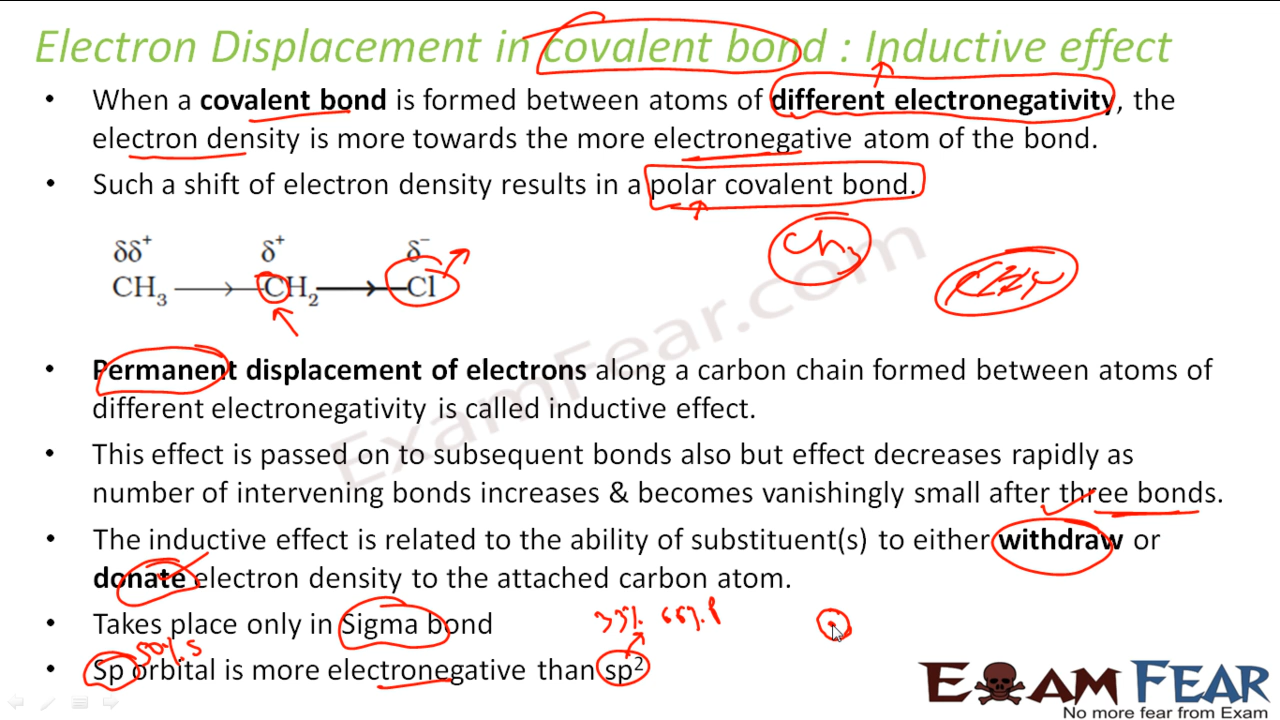 Electron Displacement in covalent bond : Inductive effect
• When a covalent bond is formed between atoms of different electronegativity, the
electron density is more towards the more electronegative atom of the bond.
• Such a shift of electron density results in a polar covalent bond.
CH₃
δδ⁺ δ⁺ δ⁻
CH₃ → CH₂ → Cl
ExamFear.com
• Permanent displacement of electrons along a carbon chain formed between atoms of
different electronegativity is called inductive effect.
• This effect is passed on to subsequent bonds also but effect decreases rapidly as
number of intervening bonds increases & becomes vanishingly small after three bonds.
• The inductive effect is related to the ability of substituent(s) to either withdraw or
donate electron density to the attached carbon atom.
• Takes place only in Sigma bond
33% 66% p
50% s
• Sp orbital is more electronegative than sp²
EXAM FEAR
No more fear from Exam